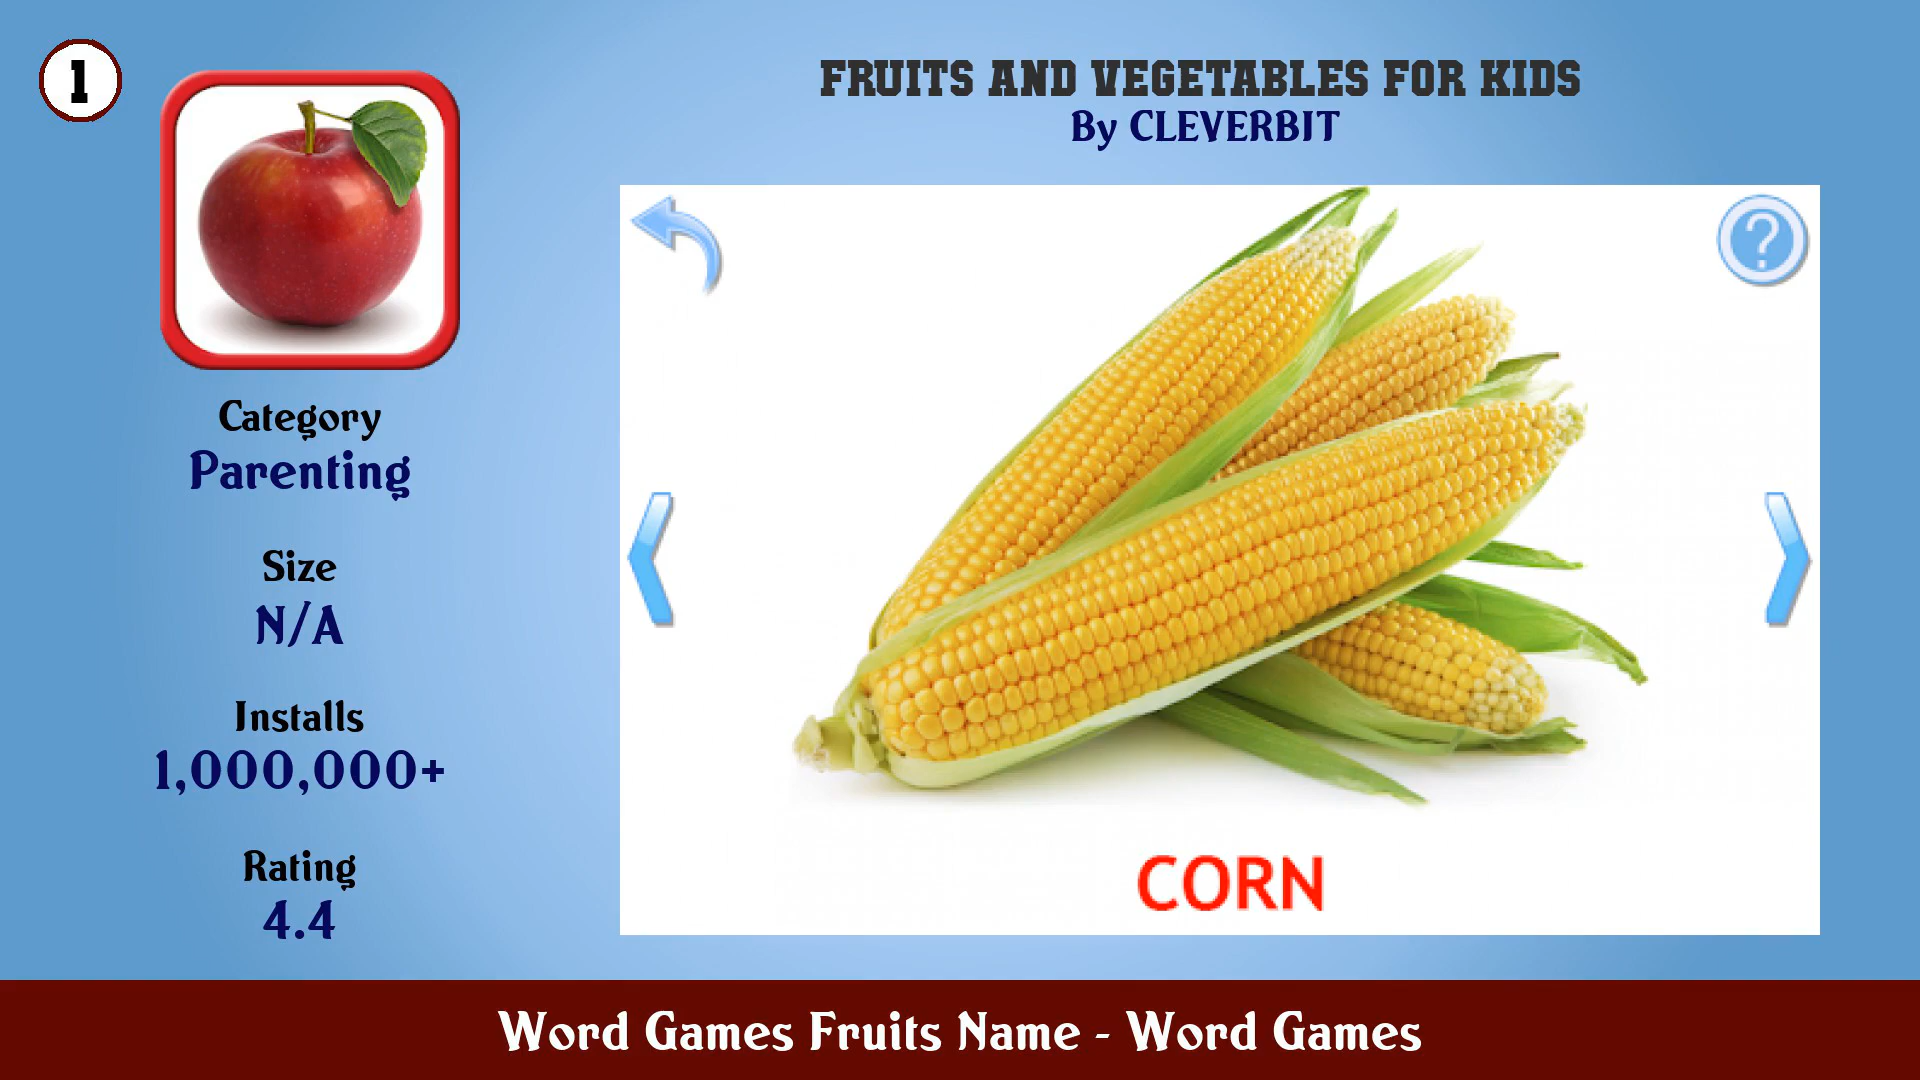 1
FRUITS AND VEGETABLES FOR KIDS
By CLEVERBIT
Category
Parenting
Size
N/A
Installs
1,000,000+
Rating
4.4
?
CORN
Word Games Fruits Name - Word Games